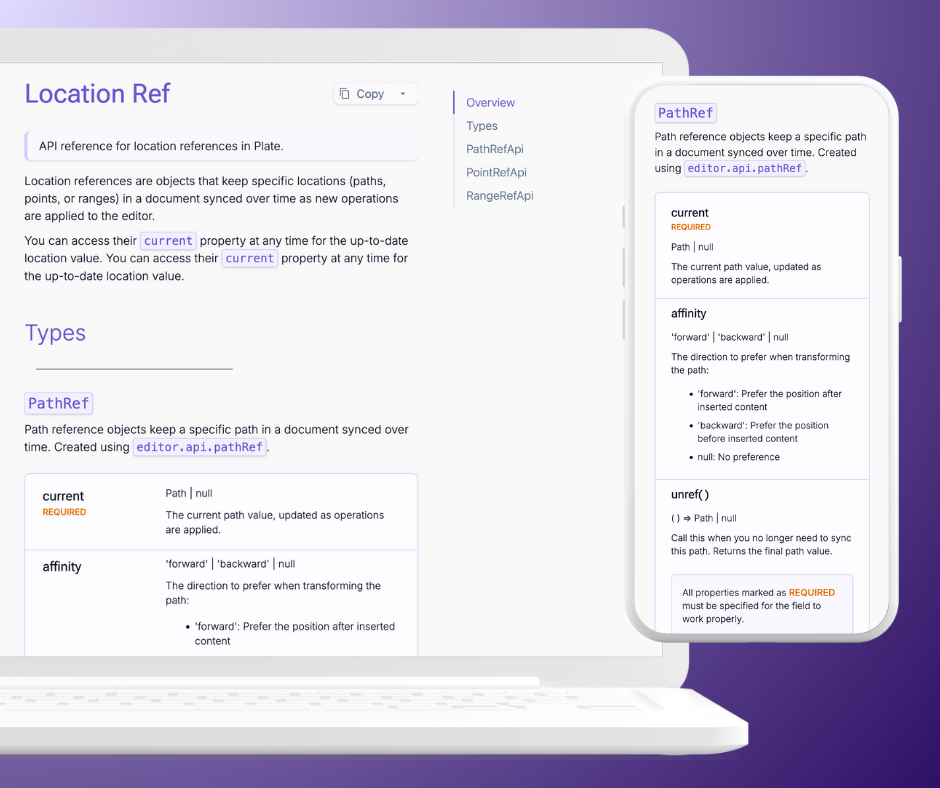 Location Ref
Copy
API reference for location references in Plate.
Location references are objects that keep specific locations (paths,
points, or ranges) in a document synced over time as new operations
are applied to the editor.
You can access their current property at any time for the up-to-date
location value. You can access their current property at any time for
the up-to-date location value.
Types
PathRef
Path reference objects keep a specific path in a document synced over
time. Created using editor.api.pathRef.
current
REQUIRED
Path | null
The current path value, updated as operations
are applied.
affinity
'forward' | 'backward' | null
The direction to prefer when transforming the
path:
• 'forward': Prefer the position after inserted
content
Overview
Types
PathRefApi
PointRefApi
RangeRefApi
PathRef
Path reference objects keep a specific path
in a document synced over time. Created
using editor.api.pathRef.
current
REQUIRED
Path | null
The current path value, updated as
operations are applied.
affinity
'forward' | 'backward' | null
The direction to prefer when transforming
the path:
• 'forward': Prefer the position after
inserted content
• 'backward': Prefer the position
before inserted content
• null: No preference
unref()
( ) ⇒ Path | null
Call this when you no longer need to sync
this path. Returns the final path value.
All properties marked as REQUIRED
must be specified for the field to
work properly.